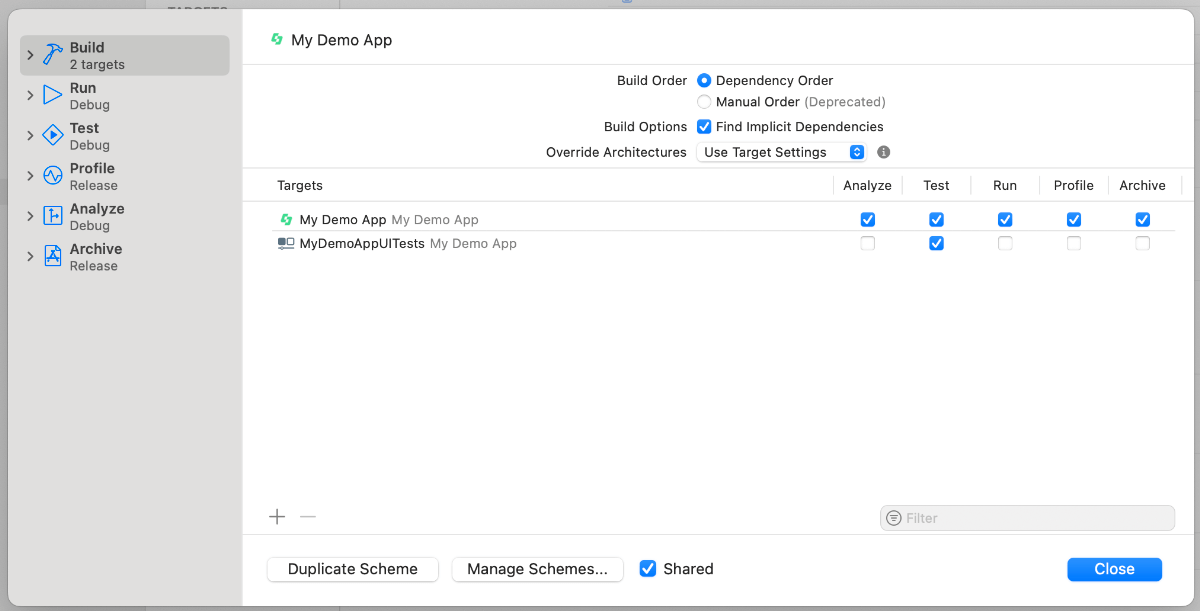 TARGETS
Build
2 targets
Run
Debug
Test
Debug
Profile
Release
Analyze
Debug
Archive
Release
My Demo App
Build Order Dependency Order
Manual Order (Deprecated)
Build Options Find Implicit Dependencies
Override Architectures Use Target Settings
Targets Analyze Test Run Profile Archive
My Demo App My Demo App
MyDemoAppUITests My Demo App
Filter
Duplicate Scheme Manage Schemes... Shared Close